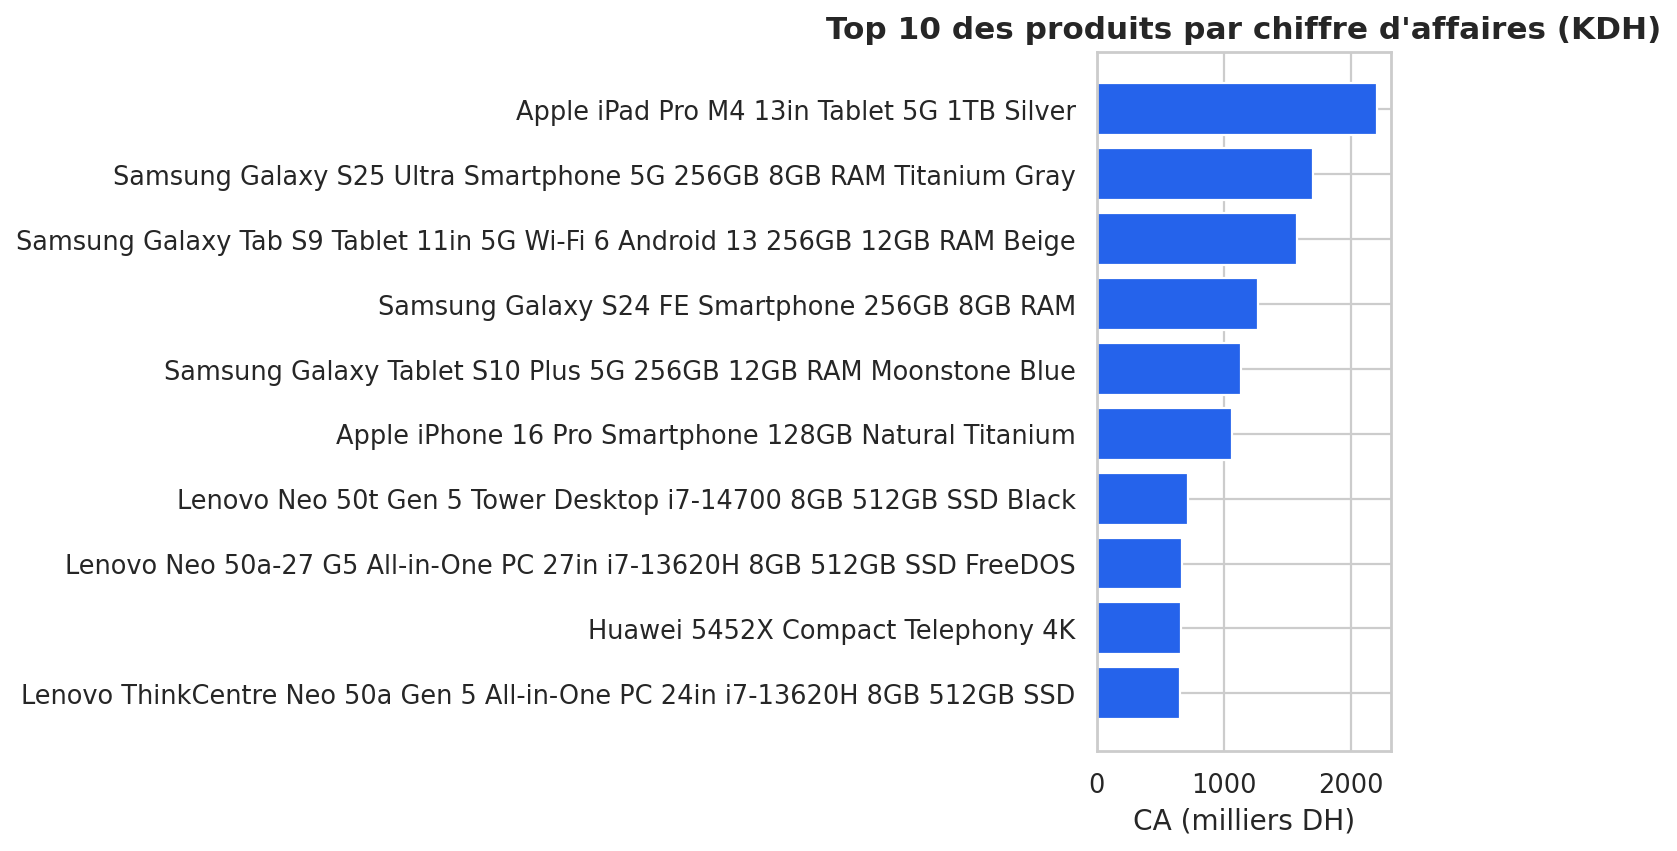 Top 10 des produits par chiffre d'affaires (KDH)
Apple iPad Pro M4 13in Tablet 5G 1TB Silver
Samsung Galaxy S25 Ultra Smartphone 5G 256GB 8GB RAM Titanium Gray
Samsung Galaxy Tab S9 Tablet 11in 5G Wi-Fi 6 Android 13 256GB 12GB RAM Beige
Samsung Galaxy S24 FE Smartphone 256GB 8GB RAM
Samsung Galaxy Tablet S10 Plus 5G 256GB 12GB RAM Moonstone Blue
Apple iPhone 16 Pro Smartphone 128GB Natural Titanium
Lenovo Neo 50t Gen 5 Tower Desktop i7-14700 8GB 512GB SSD Black
Lenovo Neo 50a-27 G5 All-in-One PC 27in i7-13620H 8GB 512GB SSD FreeDOS
Huawei 5452X Compact Telephony 4K
Lenovo ThinkCentre Neo 50a Gen 5 All-in-One PC 24in i7-13620H 8GB 512GB SSD
0 1000 2000
CA (milliers DH)